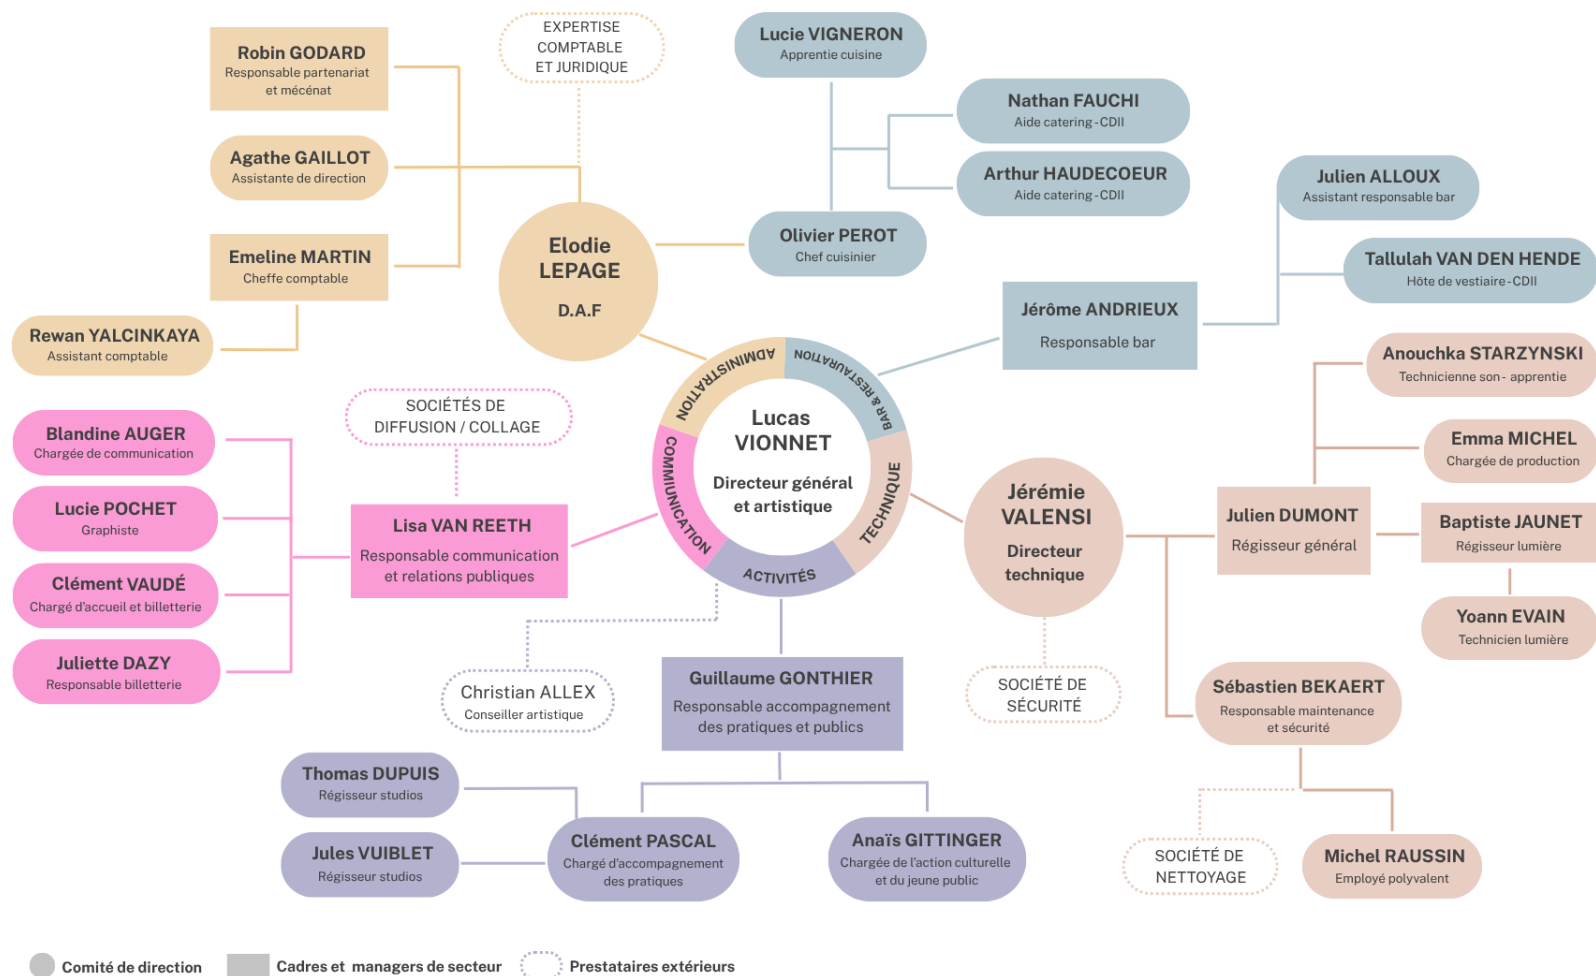 Robin GODARD
Responsable partenariat
et mécénat
Agathe GAILLOT
Assistante de direction
Emeline MARTIN
Cheffe comptable
Rewan YALCINKAYA
Assistant comptable
EXPERTISE
COMPTABLE
ET JURIDIQUE
Elodie
LEPAGE
D.A.F
Lucie VIGNERON
Apprentie cuisine
Nathan FAUCHI
Aide catering - CDII
Arthur HAUDECOEUR
Aide catering - CDII
Olivier PEROT
Chef cuisinier
Julien ALLOUX
Assistant responsable bar
Tallulah VAN DEN HENDE
Hôte de vestiaire - CDII
Jérôme ANDRIEUX
Responsable bar
ADMINISTRATION
BAR & RESTAURATION
TECHNIQUE
ACTIVITÉS
COMMIUNICATION
Lucas
VIONNET
Directeur général
et artistique
SOCIÉTÉS DE
DIFFUSION / COLLAGE
Blandine AUGER
Chargée de communication
Lucie POCHET
Graphiste
Clément VAUDÉ
Chargé d'accueil et billetterie
Juliette DAZY
Responsable billetterie
Lisa VAN REETH
Responsable communication
et relations publiques
Anouchka STARZYNSKI
Technicienne son - apprentie
Emma MICHEL
Chargée de production
Jérémie
VALENSI
Directeur
technique
Julien DUMONT
Régisseur général
Baptiste JAUNET
Régisseur lumière
Yoann EVAIN
Technicien lumière
SOCIÉTÉ DE
SÉCURITÉ
Sébastien BEKAERT
Responsable maintenance
et sécurité
SOCIÉTÉ DE
NETTOYAGE
Michel RAUSSIN
Employé polyvalent
Christian ALLEX
Conseiller artistique
Guillaume GONTHIER
Responsable accompagnement
des pratiques et publics
Thomas DUPUIS
Régisseur studios
Jules VUIBLET
Régisseur studios
Clément PASCAL
Chargé d'accompagnement
des pratiques
Anaïs GITTINGER
Chargée de l'action culturelle
et du jeune public
Comité de direction
Cadres et managers de secteur
Prestataires extérieurs